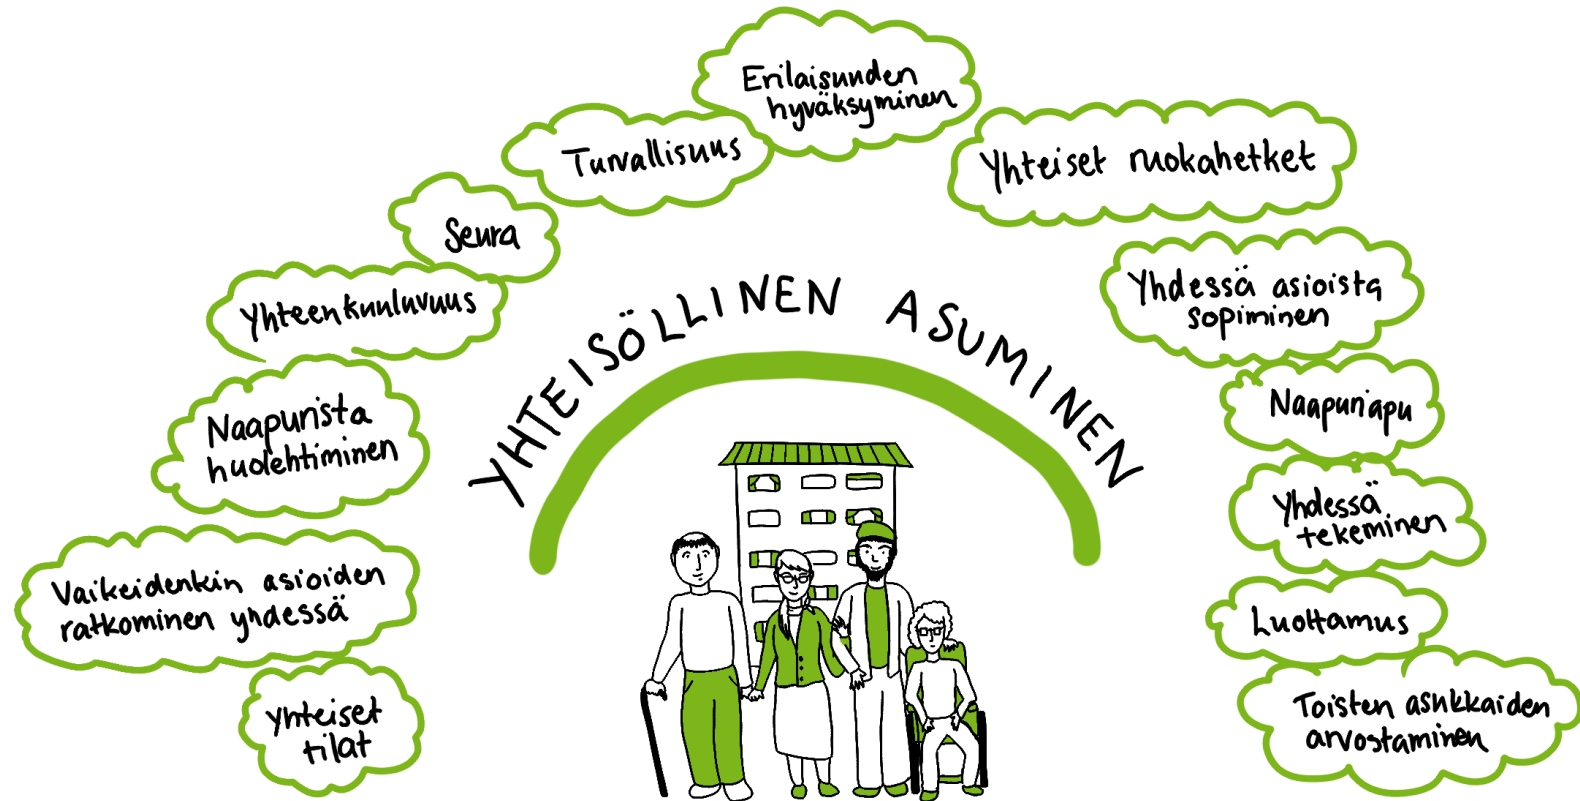 Erilaisuuden
hyväksyminen
Turvallisuus
Yhteiset ruokahetket
Seura
Yhdessä asioista
sopiminen
Yhteenkuuluvuus
YHTEISÖLLINEN ASUMINEN
Naapurista
huolehtiminen
Naapuriapu
Yhdessä
tekeminen
Vaikeidenkin asioiden
ratkominen yhdessä
Luottamus
Yhteiset
tilat
Toisten asukkaiden
arvostaminen